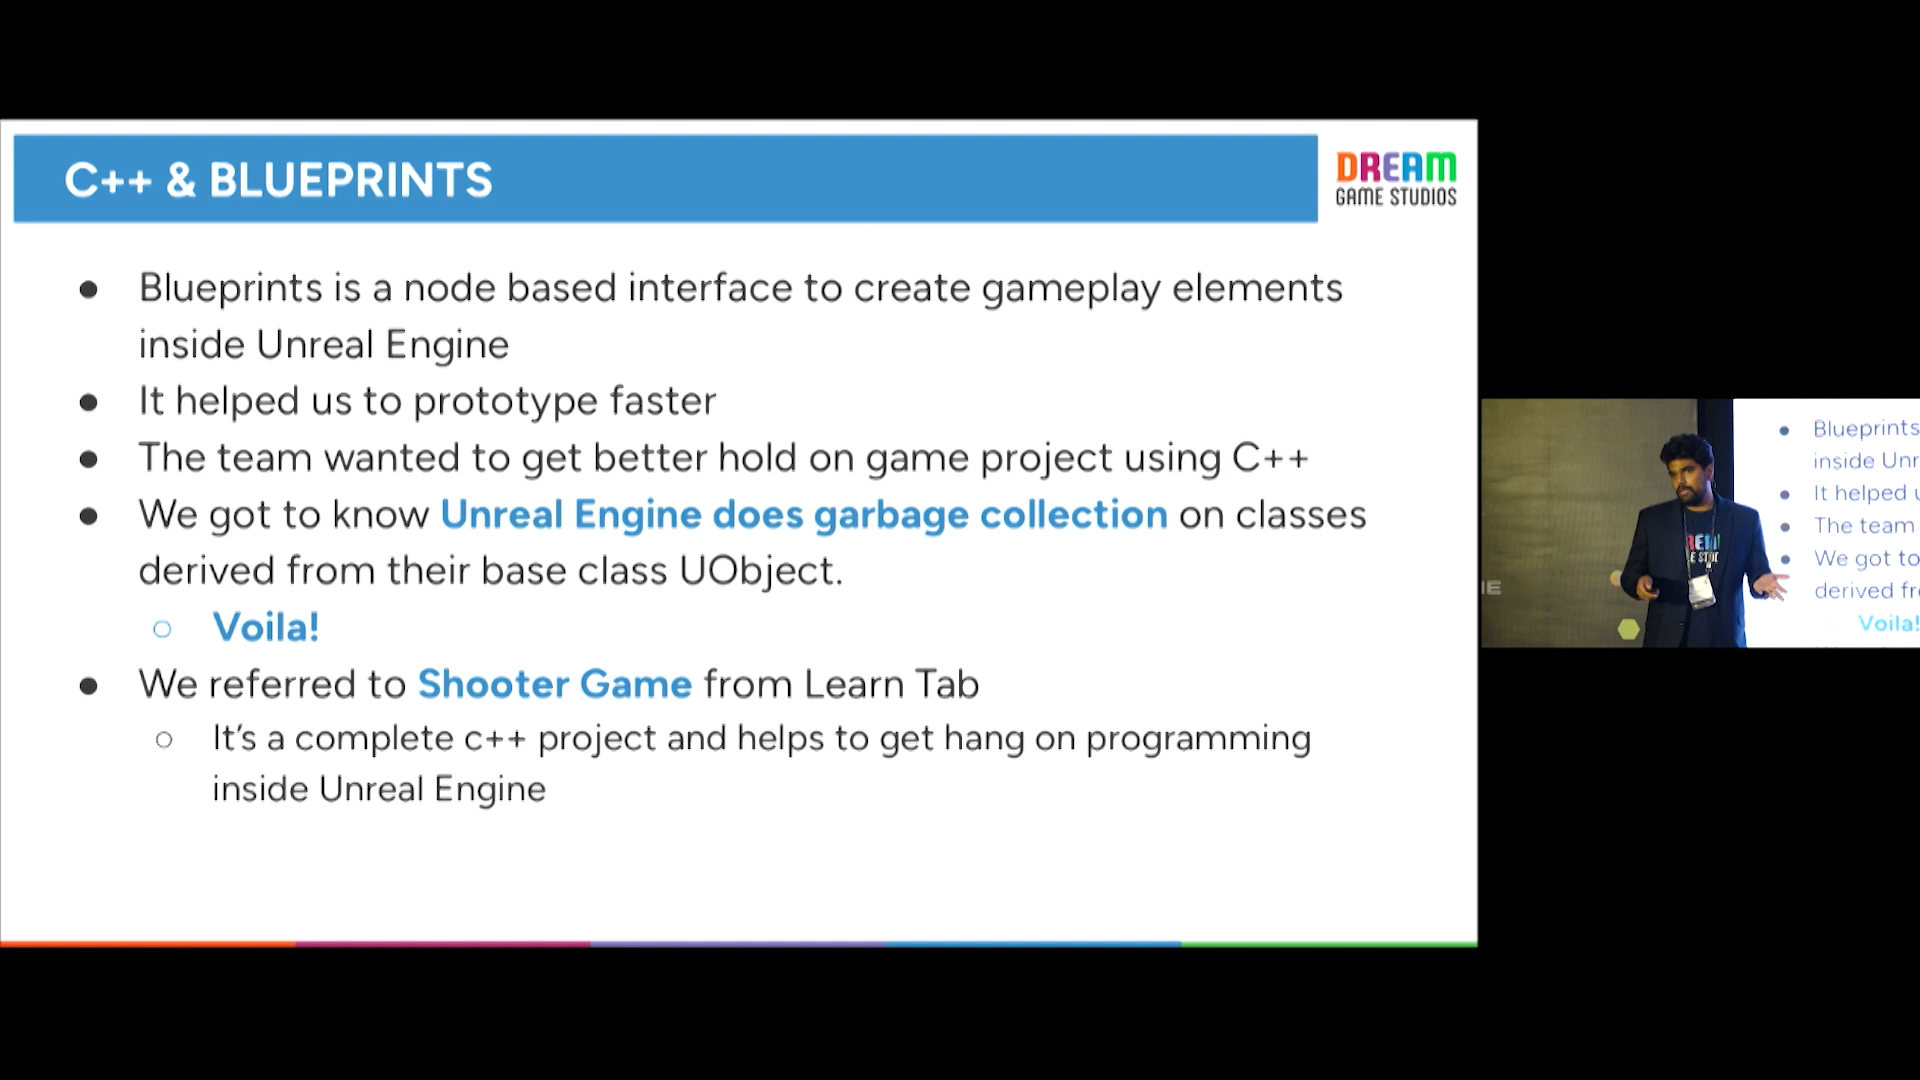 C++ & BLUEPRINTS
DREAM
GAME STUDIOS
● Blueprints is a node based interface to create gameplay elements
inside Unreal Engine
● It helped us to prototype faster
● The team wanted to get better hold on game project using C++
● We got to know Unreal Engine does garbage collection on classes
derived from their base class UObject.
○ Voila!
● We referred to Shooter Game from Learn Tab
○ It's a complete c++ project and helps to get hang on programming
inside Unreal Engine
● Blueprints
inside Unr
● It helped
● The team
● We got to
derived fr
Voila!